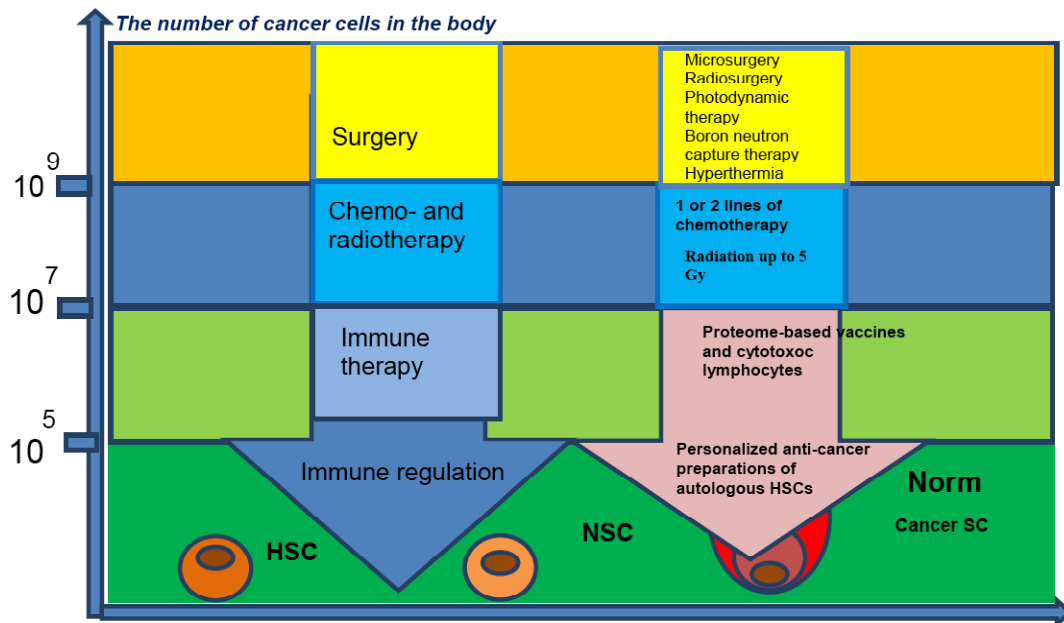 The number of cancer cells in the body
Surgery
Microsurgery
Radiosurgery
Photodynamic
therapy
Boron neutron
capture therapy
Hyperthermia
10 9
Chemo- and
radiotherapy
1 or 2 lines of
chemotherapy
Radiation up to 5
Gy
10 7
Immune
therapy
Proteome-based vaccines
and cytotoxoc
lymphocytes
10 5
Immune regulation
Personalized anti-cancer
preparations of
autologous HSCs
Norm
Cancer SC
HSC
NSC